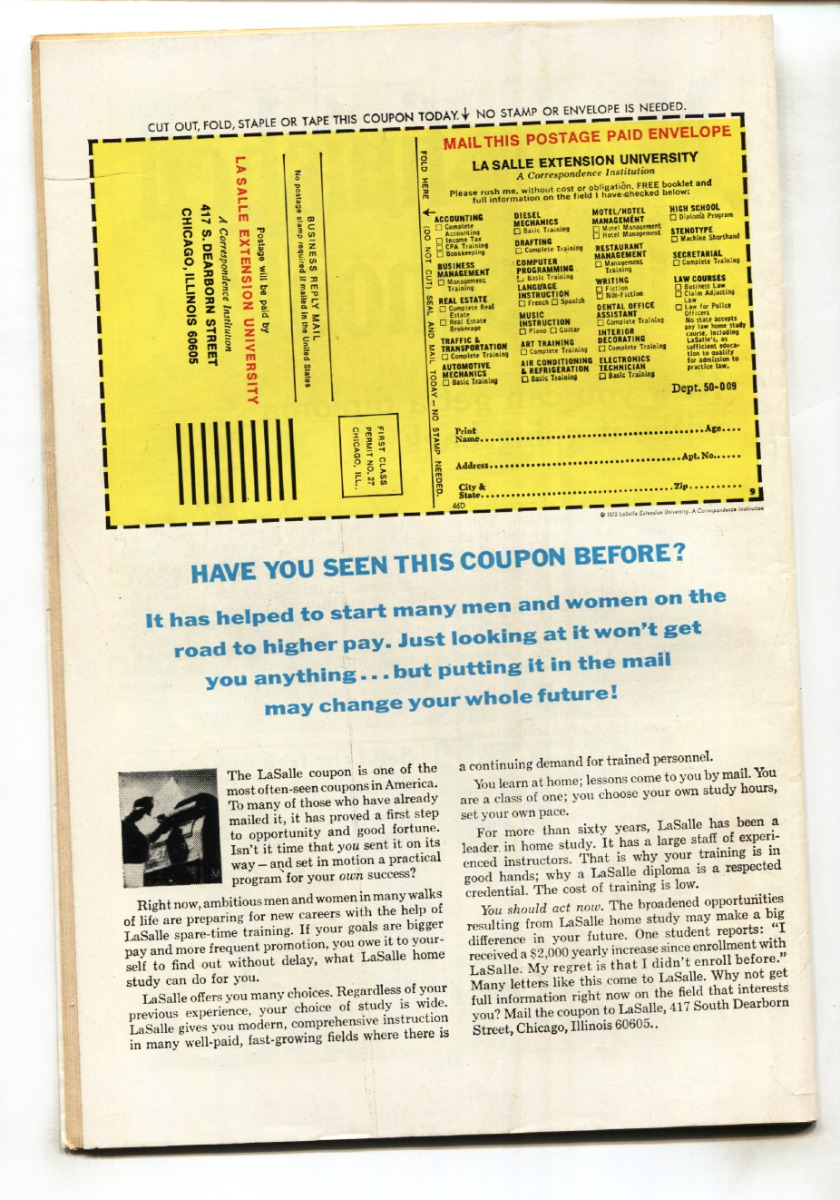 CUT OUT, FOLD, STAPLE OR TAPE THIS COUPON TODAY.↓ NO STAMP OR ENVELOPE IS NEEDED.
Postage will be paid by
LA SALLE EXTENSION UNIVERSITY
A Correspondence Institution
417 S. DEARBORN STREET
CHICAGO, ILLINOIS 60605
BUSINESS REPLY MAIL
No postage stamp required if mailed in the United States
FIRST CLASS
PERMIT NO. 27
CHICAGO, ILL..
FOLD HERE ↓ (DO NOT CUT) SEAL AND MAIL TODAY — NO STAMP NEEDED.
MAIL THIS POSTAGE PAID ENVELOPE
LA SALLE EXTENSION UNIVERSITY
A Correspondence Institution
Please rush me, without cost or obligation, FREE booklet and
full information on the field I have checked below:
ACCOUNTING
☐ Complete
Accounting
☐ Income Tax
☐ CPA Training
☐ Bookkeeping
BUSINESS
MANAGEMENT
☐ Management
Training
REAL ESTATE
☐ Complete Real
Estate
☐ Real Estate
Brokerage
TRAFFIC &
TRANSPORTATION
☐ Complete Training
AUTOMOTIVE
MECHANICS
☐ Basic Training
DIESEL
MECHANICS
☐ Basic Training
DRAFTING
☐ Complete Training
COMPUTER
PROGRAMMING
☐ Basic Training
LANGUAGE
INSTRUCTION
☐ French ☐ Spanish
MUSIC
INSTRUCTION
☐ Piano ☐ Guitar
ART TRAINING
☐ Complete Training
AIR CONDITIONING
& REFRIGERATION
☐ Basic Training
MOTEL/HOTEL
MANAGEMENT
☐ Motel Management
☐ Hotel Management
RESTAURANT
MANAGEMENT
☐ Management
Training
WRITING
☐ Fiction
☐ Non-Fiction
DENTAL OFFICE
ASSISTANT
☐ Complete Training
INTERIOR
DECORATING
☐ Complete Training
ELECTRONICS
TECHNICIAN
☐ Basic Training
HIGH SCHOOL
☐ Diploma Program
STENOTYPE
☐ Machine Shorthand
SECRETARIAL
☐ Complete Training
LAW COURSES
☐ Business Law
☐ Claim Adjusting
Law
☐ Law for Police
Officers
No state accepts
any law home study
course, including
LaSalle's, as
sufficient educa-
tion to qualify
for admission to
practice law.
Dept. 50-009
Print
Name.......... Age....
Address.......... Apt. No......
City &
State.......... Zip..........
46D
9
© 1972 LaSalle Extension University. A Correspondence Institution
HAVE YOU SEEN THIS COUPON BEFORE?
It has helped to start many men and women on the
road to higher pay. Just looking at it won't get
you anything...but putting it in the mail
may change your whole future!
The LaSalle coupon is one of the
most often-seen coupons in America.
To many of those who have already
mailed it, it has proved a first step
to opportunity and good fortune.
Isn't it time that you sent it on its
way — and set in motion a practical
program for your own success?
Right now, ambitious men and women in many walks
of life are preparing for new careers with the help of
LaSalle spare-time training. If your goals are bigger
pay and more frequent promotion, you owe it to your-
self to find out without delay, what LaSalle home
study can do for you.
LaSalle offers you many choices. Regardless of your
previous experience, your choice of study is wide.
LaSalle gives you modern, comprehensive instruction
in many well-paid, fast-growing fields where there is
a continuing demand for trained personnel.
You learn at home; lessons come to you by mail. You
are a class of one; you choose your own study hours,
set your own pace.
For more than sixty years, LaSalle has been a
leader in home study. It has a large staff of experi-
enced instructors. That is why your training is in
good hands; why a LaSalle diploma is a respected
credential. The cost of training is low.
You should act now. The broadened opportunities
resulting from LaSalle home study may make a big
difference in your future. One student reports: "I
received a $2,000 yearly increase since enrollment with
LaSalle. My regret is that I didn't enroll before."
Many letters like this come to LaSalle. Why not get
full information right now on the field that interests
you? Mail the coupon to LaSalle, 417 South Dearborn
Street, Chicago, Illinois 60605..